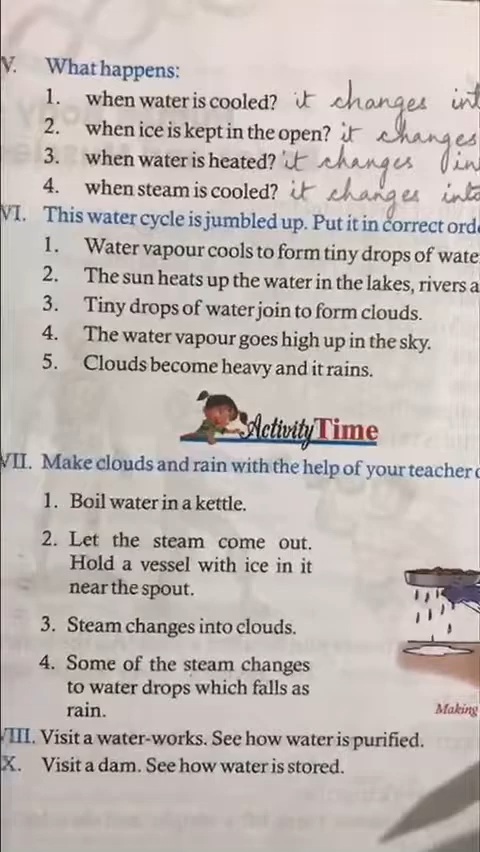 V. What happens:
1. when water is cooled? it changes int
2. when ice is kept in the open? it changes
3. when water is heated? it changes in
4. when steam is cooled? it changes into
VI. This water cycle is jumbled up. Put it in correct ord
1. Water vapour cools to form tiny drops of wate
2. The sun heats up the water in the lakes, rivers a
3. Tiny drops of water join to form clouds.
4. The water vapour goes high up in the sky.
5. Clouds become heavy and it rains.
Activity Time
VII. Make clouds and rain with the help of your teacher
1. Boil water in a kettle.
2. Let the steam come out.
Hold a vessel with ice in it
near the spout.
3. Steam changes into clouds.
4. Some of the steam changes
to water drops which falls as
rain.
Making
VIII. Visit a water-works. See how water is purified.
X. Visit a dam. See how water is stored.